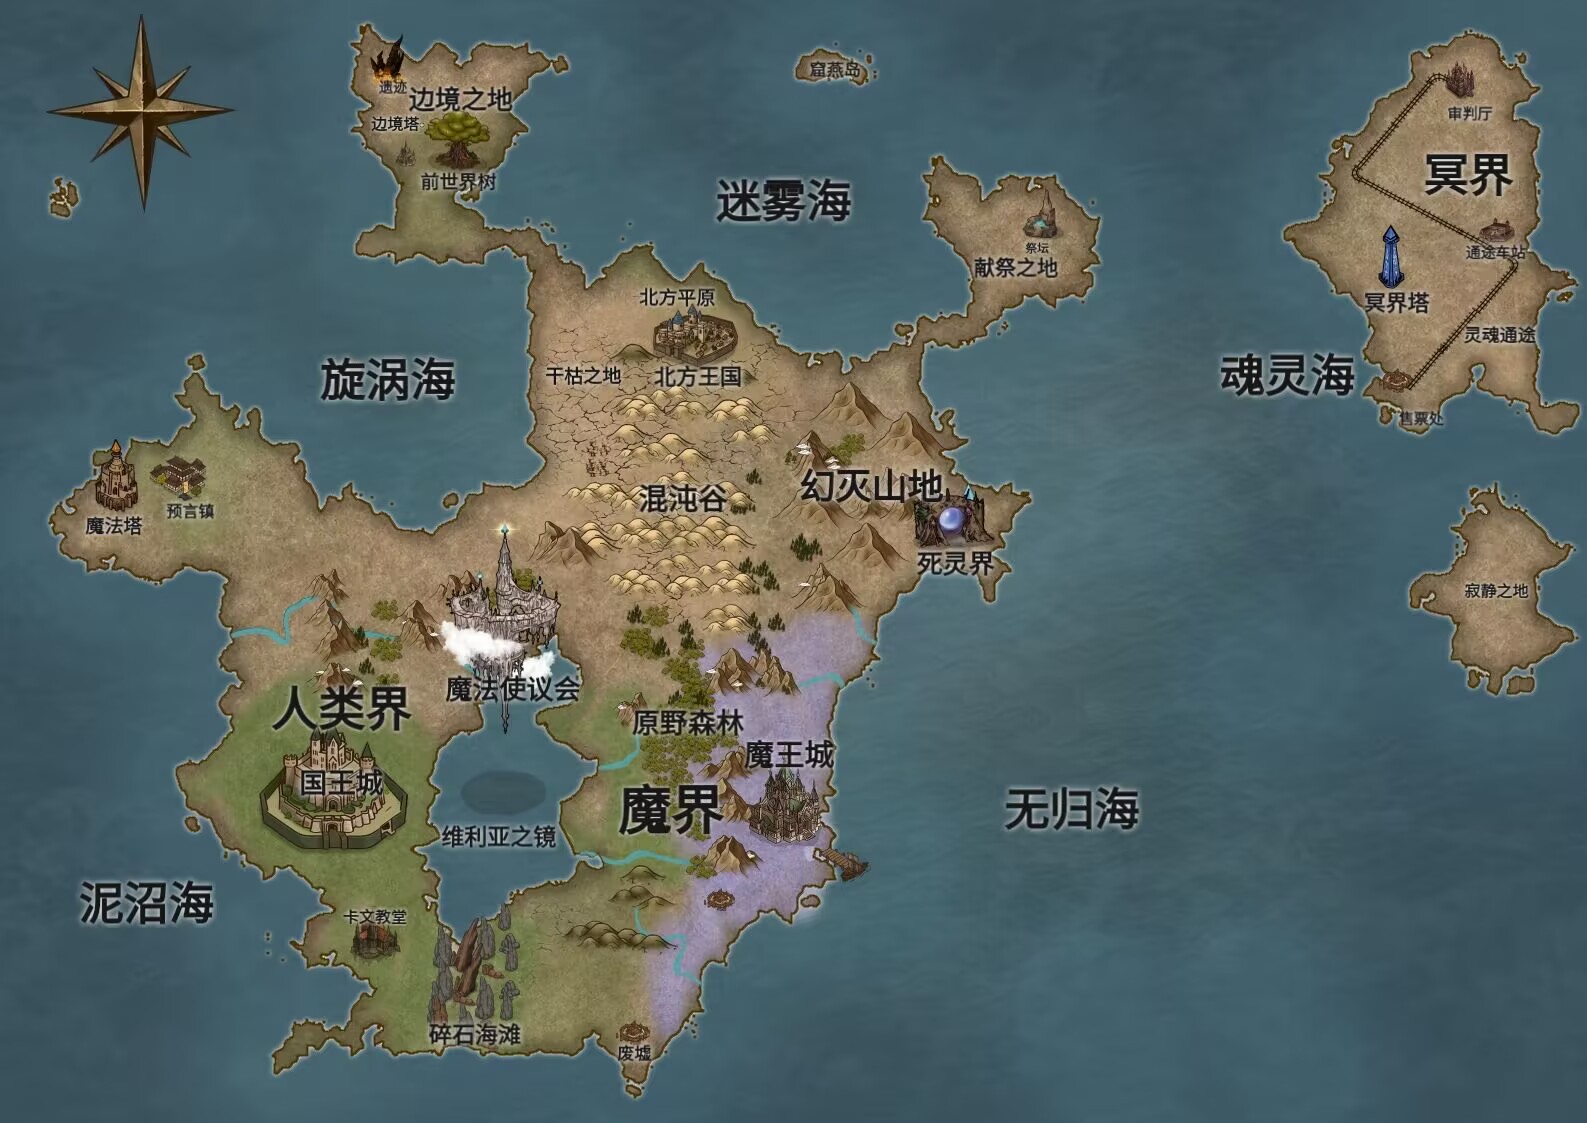 窟燕岛
遗迹
边境之地
边境塔
前世界树
审判厅
冥界
迷雾海
祭坛
献祭之地
通途车站
冥界塔
灵魂通途
北方平原
干枯之地
北方王国
旋涡海
魂灵海
售票处
混沌谷
幻灭山地
魔法塔
预言镇
死灵界
寂静之地
魔法使议会
人类界
原野森林
魔王城
国王城
魔界
维利亚之镜
无归海
泥沼海
卡文教堂
碎石海滩
废墟